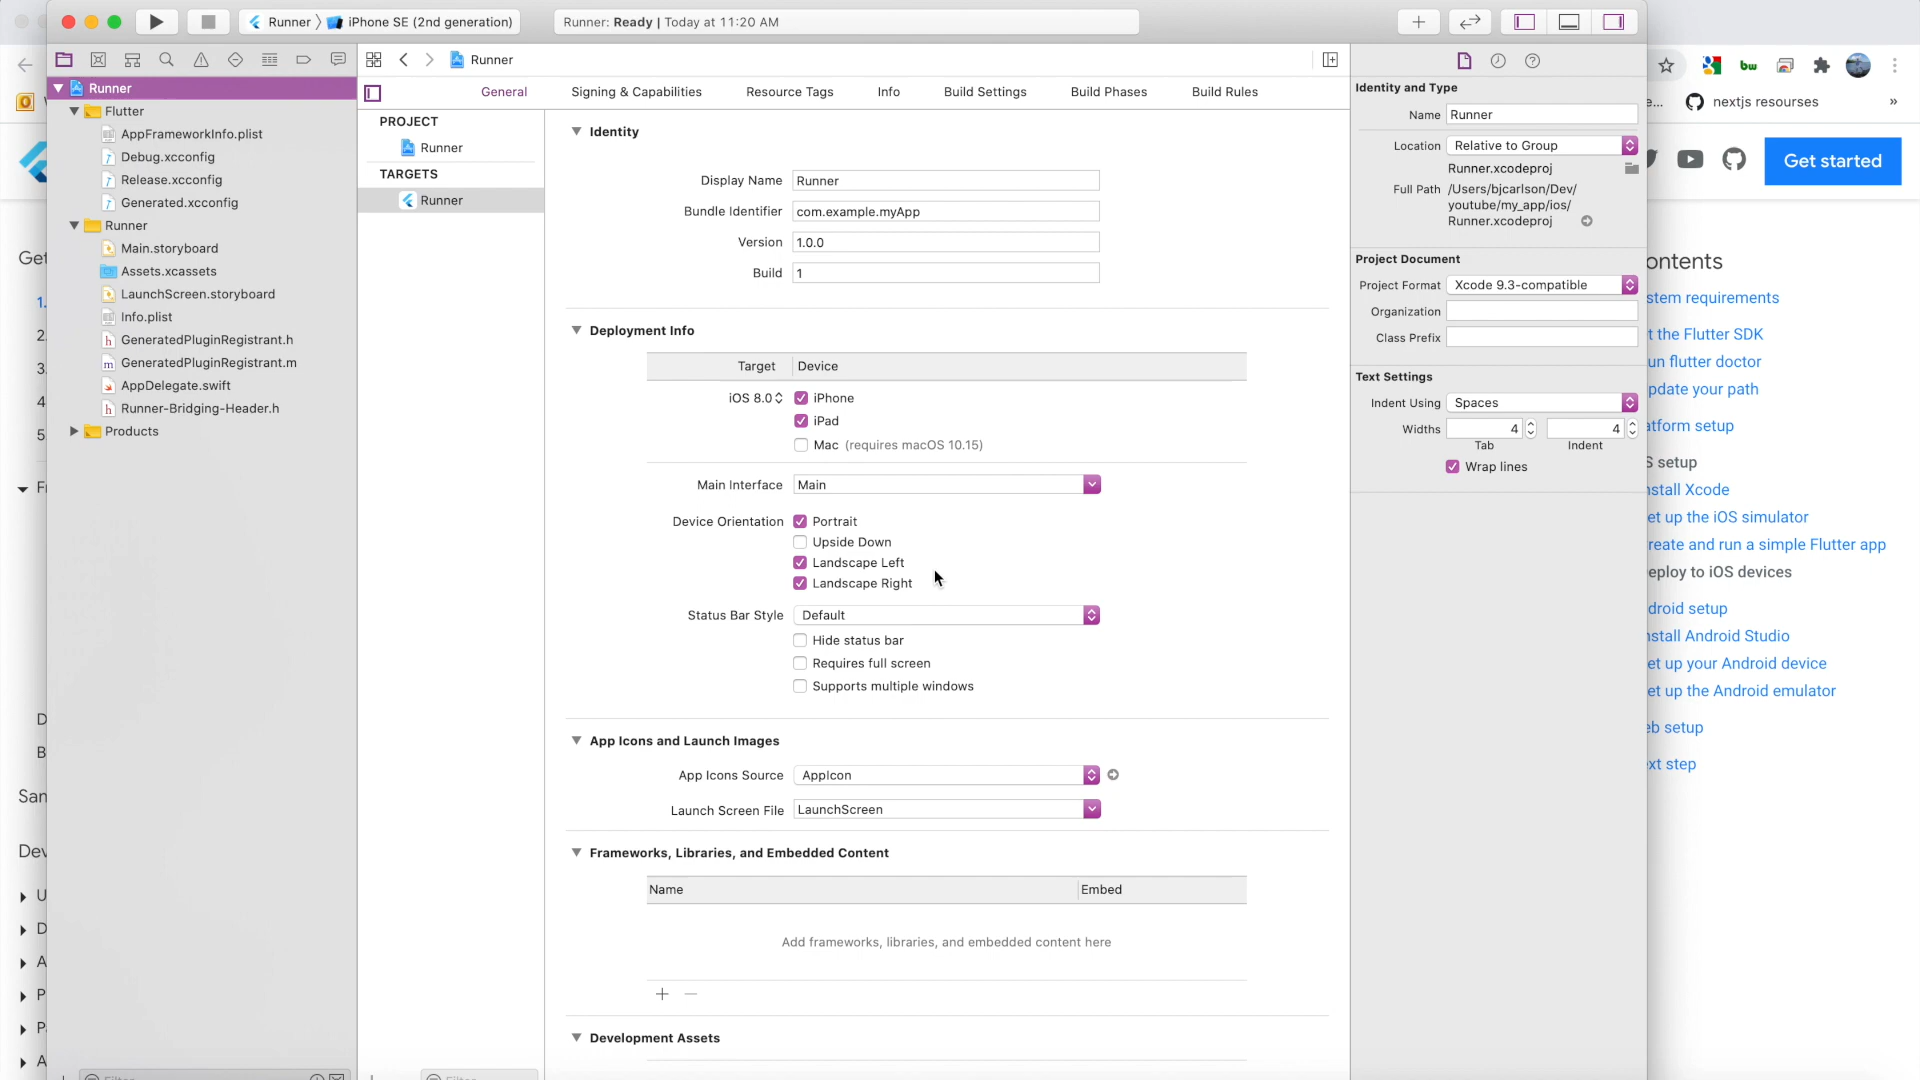 Runner
iPhone SE (2nd generation)
Runner: Ready | Today at 11:20 AM
Runner
bw
nextjs resourses
»
Get started
Runner
Flutter
AppFrameworkInfo.plist
Debug.xcconfig
Release.xcconfig
Generated.xcconfig
Runner
Main.storyboard
Assets.xcassets
LaunchScreen.storyboard
Info.plist
GeneratedPluginRegistrant.h
GeneratedPluginRegistrant.m
AppDelegate.swift
Runner-Bridging-Header.h
Products
General
Signing & Capabilities
Resource Tags
Info
Build Settings
Build Phases
Build Rules
PROJECT
Runner
TARGETS
Runner
Identity
Display Name Runner
Bundle Identifier com.example.myApp
Version 1.0.0
Build 1
Deployment Info
Target Device
iOS 8.0 iPhone
iPad
Mac (requires macOS 10.15)
Main Interface Main
Device Orientation Portrait
Upside Down
Landscape Left
Landscape Right
Status Bar Style Default
Hide status bar
Requires full screen
Supports multiple windows
App Icons and Launch Images
App Icons Source AppIcon
Launch Screen File LaunchScreen
Frameworks, Libraries, and Embedded Content
Name Embed
Add frameworks, libraries, and embedded content here
Development Assets
Identity and Type
Name Runner
Location Relative to Group
Runner.xcodeproj
Full Path /Users/bjcarlson/Dev/
youtube/my_app/ios/
Runner.xcodeproj
Project Document
Project Format Xcode 9.3-compatible
Organization
Class Prefix
Text Settings
Indent Using Spaces
Widths 4 4
Tab Indent
Wrap lines
Get
1.
2.
3.
4
5
San
Dev
ontents
stem requirements
t the Flutter SDK
un flutter doctor
pdate your path
atform setup
S setup
nstall Xcode
et up the iOS simulator
reate and run a simple Flutter app
eploy to iOS devices
droid setup
nstall Android Studio
et up your Android device
et up the Android emulator
eb setup
xt step